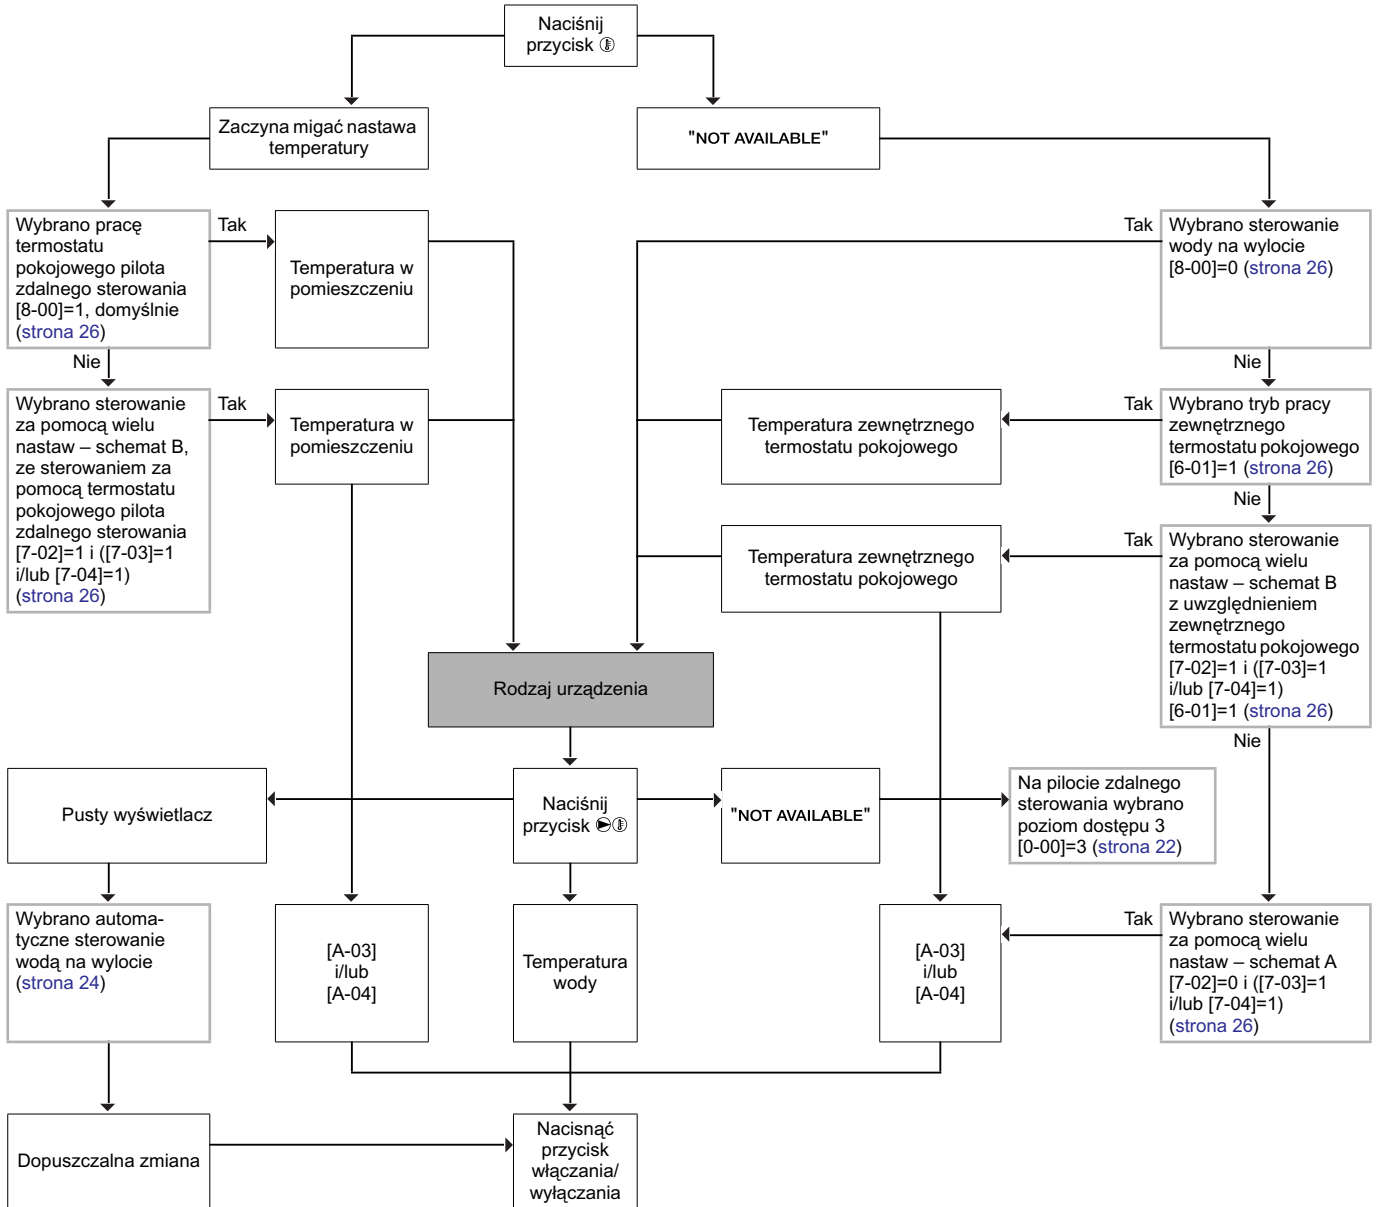 Naciśnij
przycisk
Zaczyna migać nastawa
temperatury
"NOT AVAILABLE"
Wybrano pracę
termostatu
pokojowego pilota
zdalnego sterowania
[8-00]=1, domyślnie
(strona 26)
Tak
Temperatura w
pomieszczeniu
Tak
Wybrano sterowanie
wody na wylocie
[8-00]=0 (strona 26)
Nie
Nie
Wybrano sterowanie
za pomocą wielu
nastaw – schemat B,
ze sterowaniem za
pomocą termostatu
pokojowego pilota
zdalnego sterowania
[7-02]=1 i ([7-03]=1
i/lub [7-04]=1)
(strona 26)
Tak
Temperatura w
pomieszczeniu
Temperatura zewnętrznego
termostatu pokojowego
Tak
Wybrano tryb pracy
zewnętrznego
termostatu pokojowego
[6-01]=1 (strona 26)
Nie
Temperatura zewnętrznego
termostatu pokojowego
Tak
Wybrano sterowanie
za pomocą wielu
nastaw – schemat B
z uwzględnieniem
zewnętrznego
termostatu pokojowego
[7-02]=1 i ([7-03]=1
i/lub [7-04]=1)
[6-01]=1 (strona 26)
Rodzaj urządzenia
Nie
Pusty wyświetlacz
Naciśnij
przycisk
"NOT AVAILABLE"
Na pilocie zdalnego
sterowania wybrano
poziom dostępu 3
[0-00]=3 (strona 22)
Wybrano automa-
tyczne sterowanie
wodą na wylocie
(strona 24)
[A-03]
i/lub
[A-04]
Temperatura
wody
[A-03]
i/lub
[A-04]
Tak
Wybrano sterowanie
za pomocą wielu
nastaw – schemat A
[7-02]=0 i ([7-03]=1
i/lub [7-04]=1)
(strona 26)
Dopuszczalna zmiana
Nacisnąć
przycisk
włączania/
wyłączania